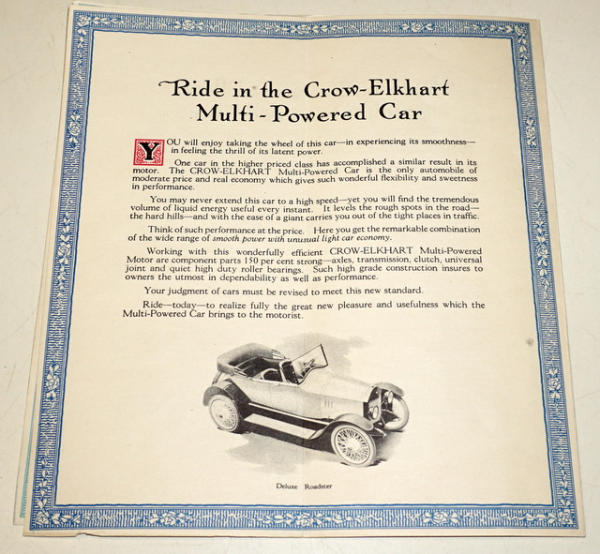 Ride in the Crow-Elkhart
Multi-Powered Car
YOU will enjoy taking the wheel of this car—in experiencing its smoothness—
in feeling the thrill of its latent power.
One car in the higher priced class has accomplished a similar result in its
motor. The CROW-ELKHART Multi-Powered Car is the only automobile of
moderate price and real economy which gives such wonderful flexibility and sweetness
in performance.
You may never extend this car to a high speed—yet you will find the tremendous
volume of liquid energy useful every instant. It levels the rough spots in the road—
the hard hills—and with the ease of a giant carries you out of the tight places in traffic.
Think of such performance at the price. Here you get the remarkable combination
of the wide range of smooth power with unusual light car economy.
Working with this wonderfully efficient CROW-ELKHART Multi-Powered
Motor are component parts 150 per cent strong—axles, transmission, clutch, universal
joint and quiet high duty roller bearings. Such high grade construction insures to
owners the utmost in dependability as well as performance.
Your judgment of cars must be revised to meet this new standard.
Ride—today—to realize fully the great new pleasure and usefulness which the
Multi-Powered Car brings to the motorist.
Deluxe Roadster